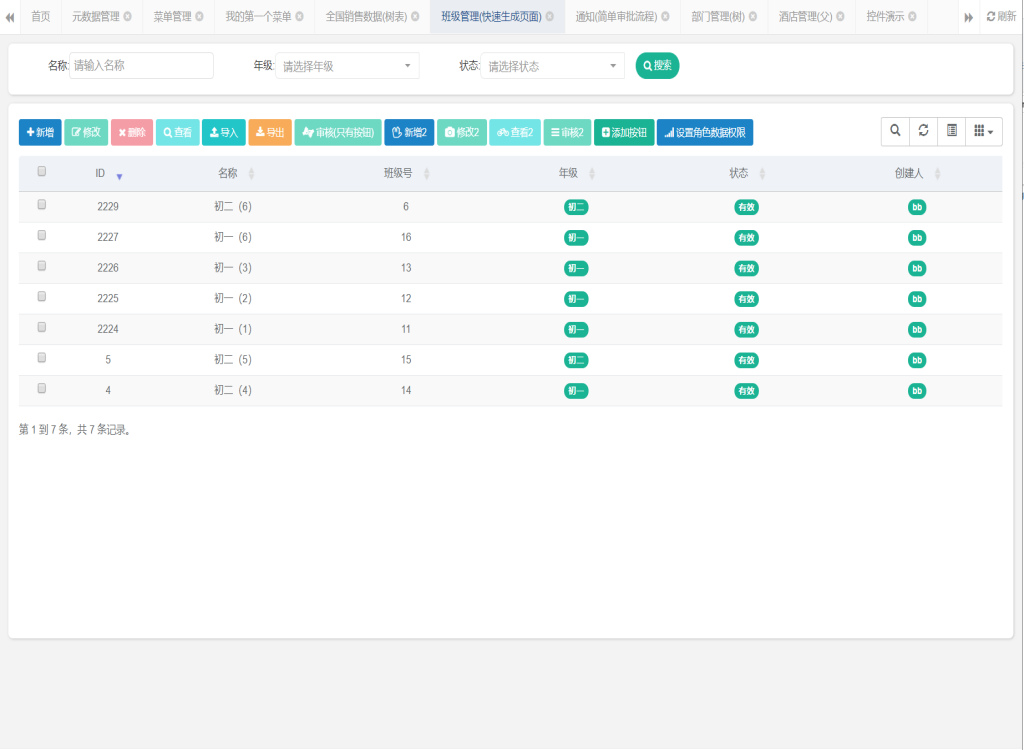 首页 元数据管理 菜单管理 我的第一个菜单 全国销售数据(树表) 班级管理(快速生成页面) 通知(简单审批流程) 部门管理(树) 酒店管理(父) 控件演示 刷新
名称: 请输入名称 年级: 请选择年级 状态: 请选择状态 搜索
新增 修改 删除 查看 导入 导出 审核(只有按钮) 新增2 修改2 查看2 审核2 添加按钮 设置角色数据权限
ID 名称 班级号 年级 状态 创建人
2229 初二 (6) 6 初二 有效 bb
2227 初一 (6) 16 初一 有效 bb
2226 初一 (3) 13 初一 有效 bb
2225 初一 (2) 12 初一 有效 bb
2224 初一 (1) 11 初一 有效 bb
5 初二 (5) 15 初二 有效 bb
4 初二 (4) 14 初一 有效 bb
第 1 到 7 条，共 7 条记录。